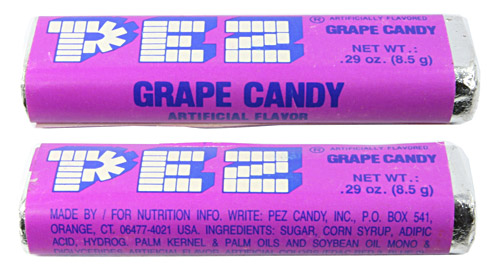 PEZ® ARTIFICIALLY FLAVORED
GRAPE CANDY
NET WT.:
.29 oz. (8.5 g)
GRAPE CANDY
ARTIFICIAL FLAVOR
PEZ® ARTIFICIALLY FLAVORED
GRAPE CANDY
NET WT.:
.29 oz. (8.5 g)
MADE BY / FOR NUTRITION INFO. WRITE: PEZ CANDY, INC., P.O. BOX 541,
ORANGE, CT. 06477-4021 USA. INGREDIENTS: SUGAR, CORN SYRUP, ADIPIC
ACID, HYDROG. PALM KERNEL & PALM OILS AND SOYBEAN OIL MONO &